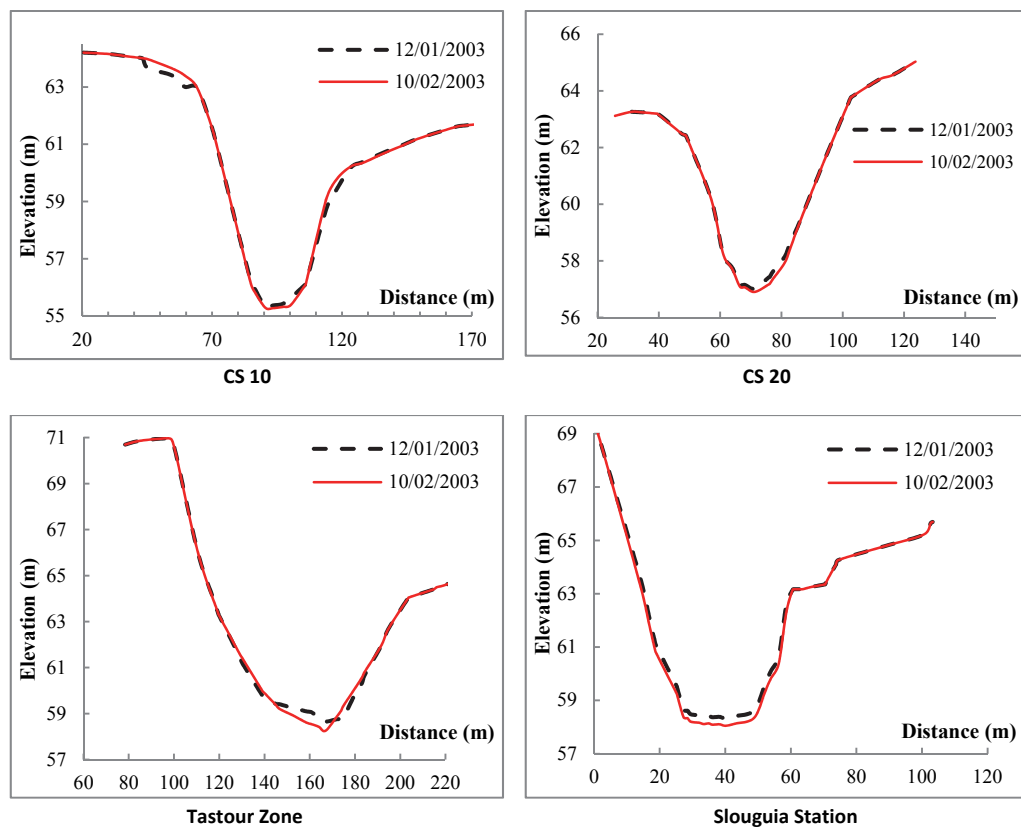 12/01/2003
10/02/2003
Elevation (m)
63
61
59
57
55
Distance (m)
20 70 120 170
CS 10
12/01/2003
10/02/2003
Elevation (m)
66
64
62
60
58
56
Distance (m)
20 40 60 80 100 120 140
CS 20
12/01/2003
10/02/2003
Elevation (m)
71
69
67
65
63
61
59
57
Distance (m)
60 80 100 120 140 160 180 200 220
Tastour Zone
12/01/2003
10/02/2003
Elevation (m)
69
67
65
63
61
59
57
Distance (m)
0 20 40 60 80 100 120
Slouguia Station